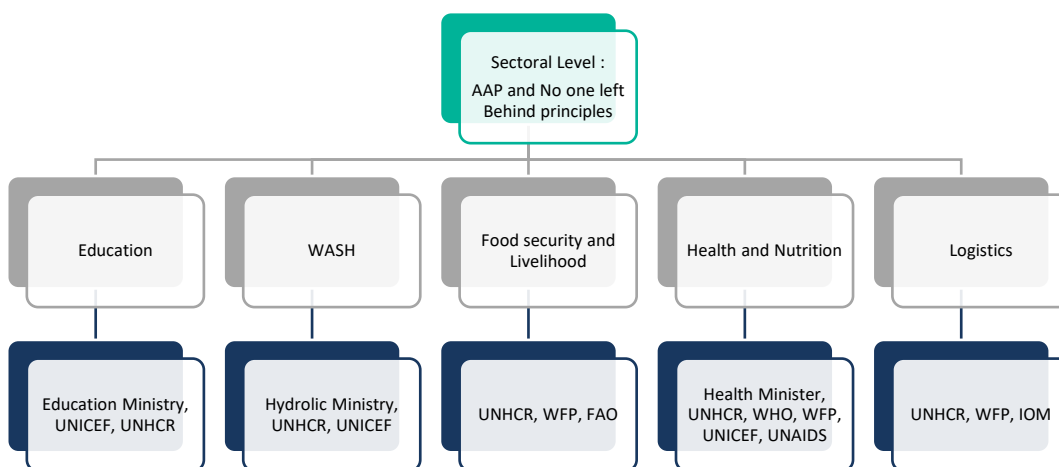 Sectoral Level :
AAP and No one left
Behind principles
Education
WASH
Food security and
Livelihood
Health and Nutrition
Logistics
Education Ministry,
UNICEF, UNHCR
Hydrolic Ministry,
UNHCR, UNICEF
UNHCR, WFP, FAO
Health Minister,
UNHCR, WHO, WFP,
UNICEF, UNAIDS
UNHCR, WFP, IOM